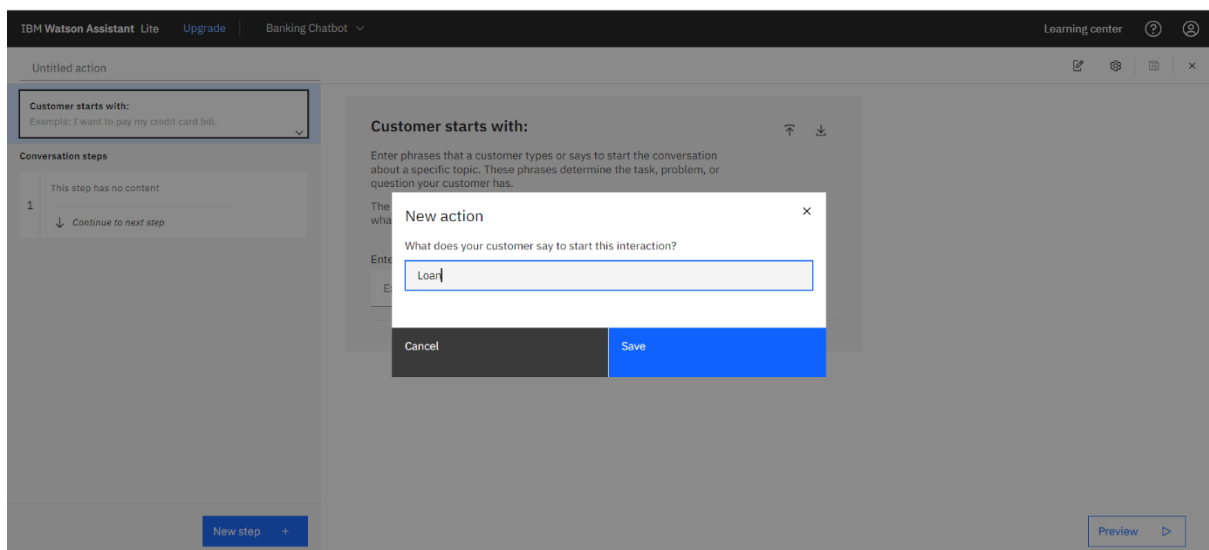 IBM Watson Assistant Lite Upgrade Banking Chatbot Learning center
Untitled action
Customer starts with:
Example: I want to pay my credit card bill.
Conversation steps
1
This step has no content
Continue to next step
New step +
Customer starts with:
Enter phrases that a customer types or says to start the conversation
about a specific topic. These phrases determine the task, problem, or
question your customer has.
The
wha
Ente
New action
What does your customer say to start this interaction?
Loan
Cancel
Save
Preview